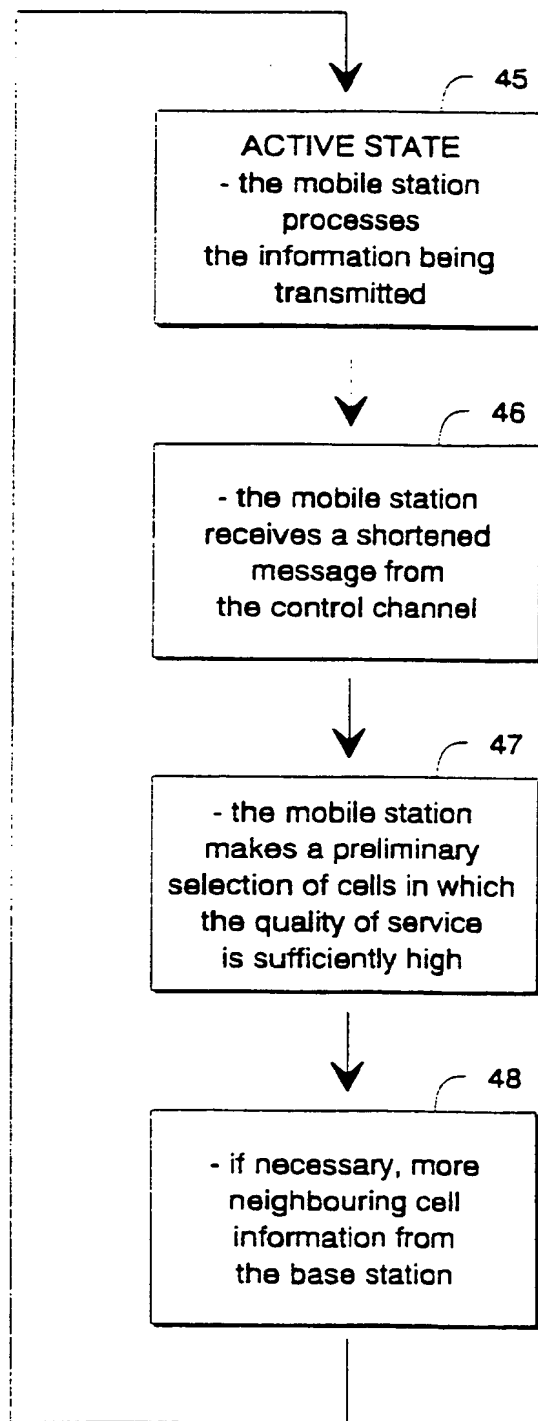 45
ACTIVE STATE
- the mobile station
processes
the information being
transmitted
46
- the mobile station
receives a shortened
message from
the control channel
47
- the mobile station
makes a preliminary
selection of cells in which
the quality of service
is sufficiently high
48
- if necessary, more
neighbouring cell
information from
the base station